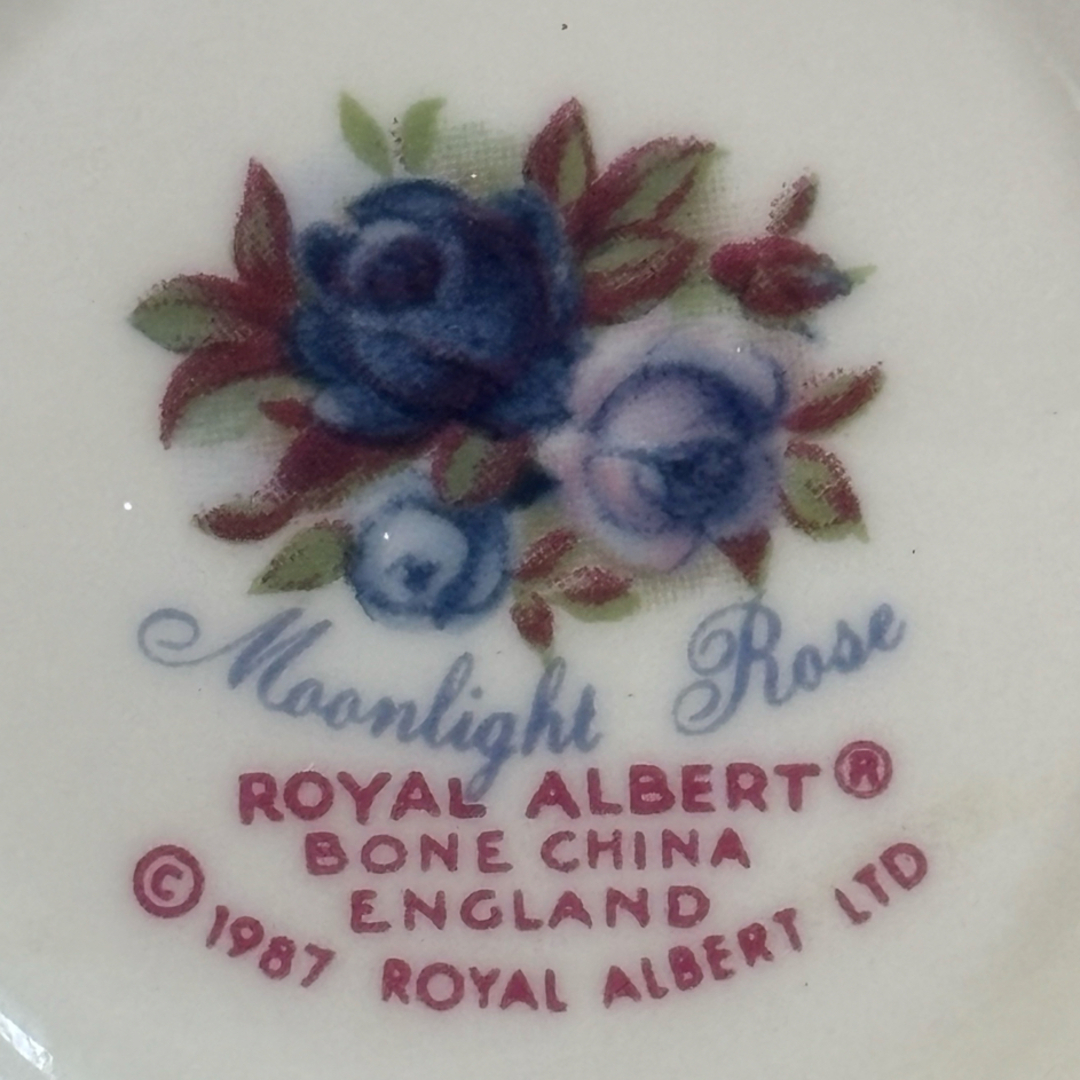 Moonlight Rose
ROYAL ALBERT®
BONE CHINA
ENGLAND
© 1987 ROYAL ALBERT LTD